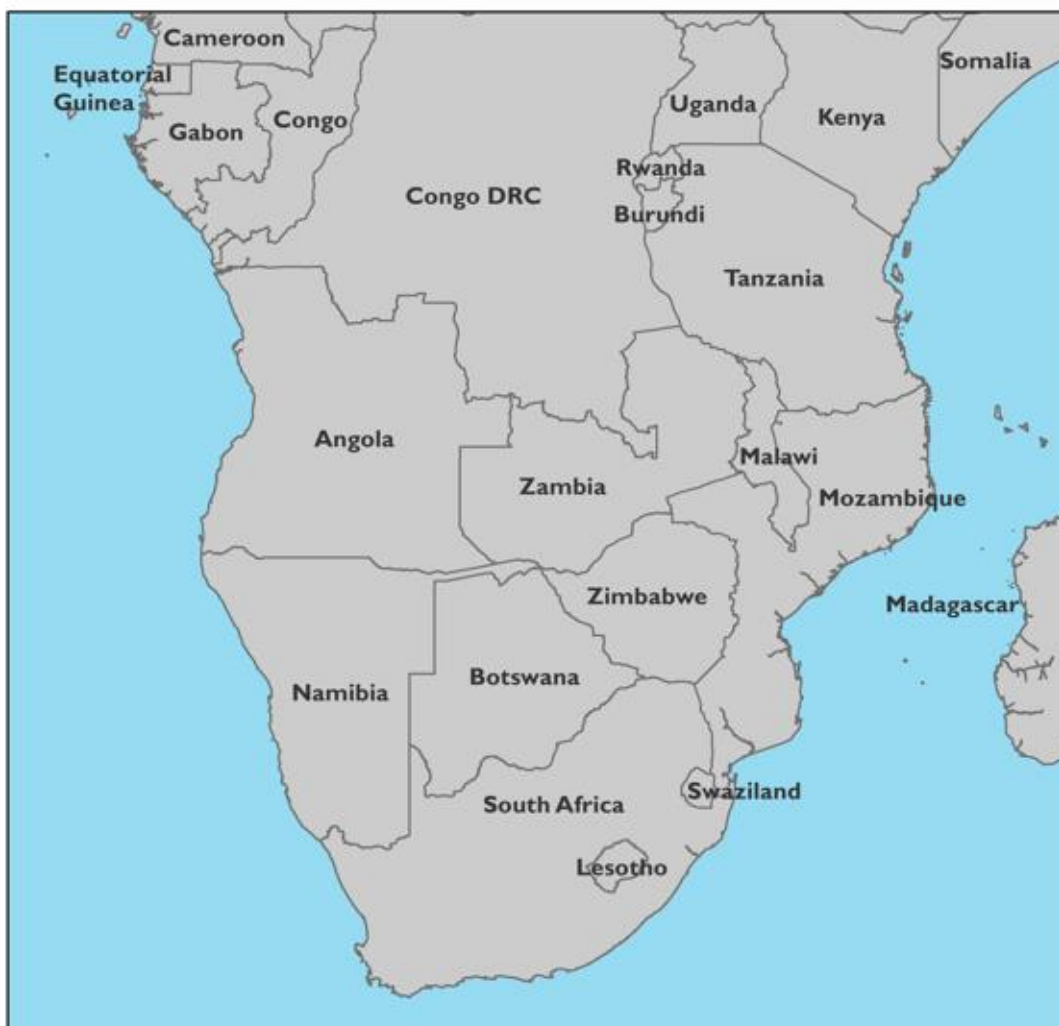 Cameroon
Somalia
Equatorial
Guinea
Uganda
Kenya
Congo
Gabon
Rwanda
Congo DRC
Burundi
Tanzania
Angola
Malawi
Zambia
Mozambique
Zimbabwe
Madagascar
Botswana
Namibia
Swaziland
South Africa
Lesotho